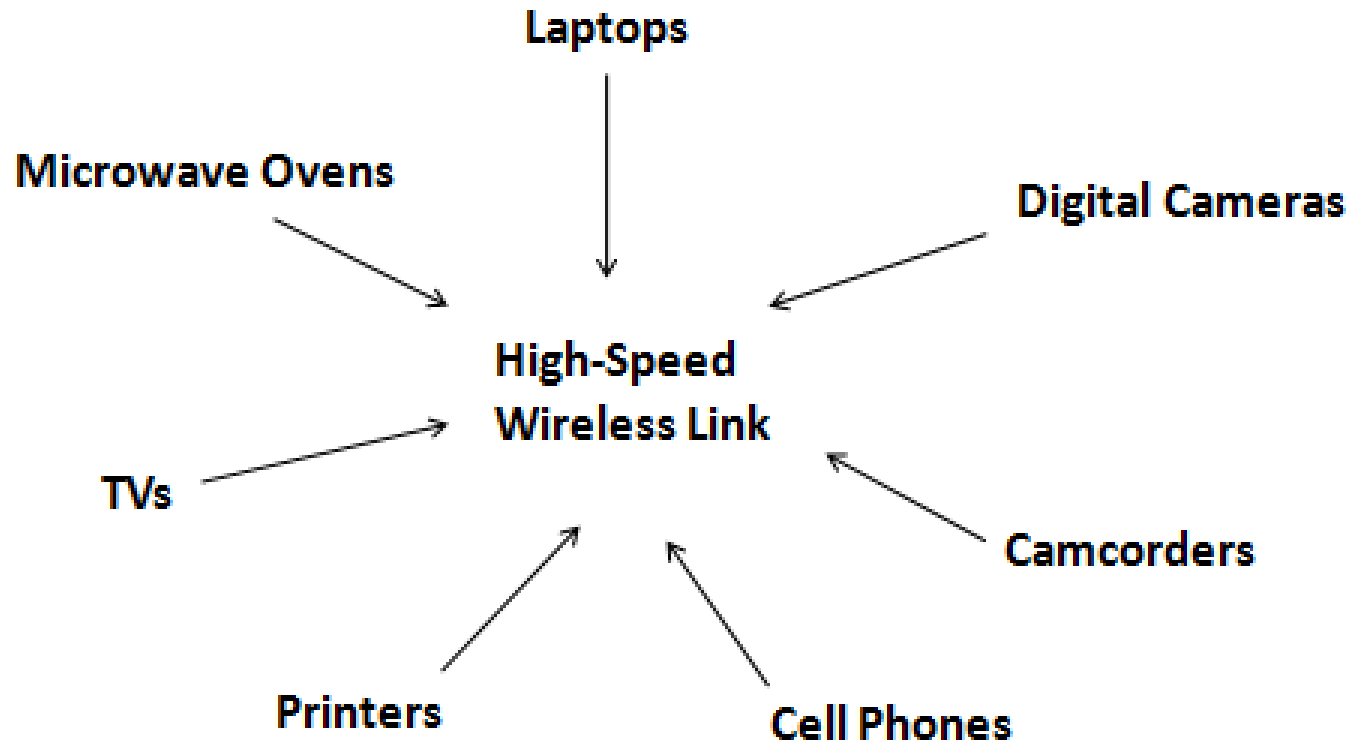 Laptops
Microwave Ovens
Digital Cameras
High-Speed
Wireless Link
TVs
Camcorders
Printers
Cell Phones